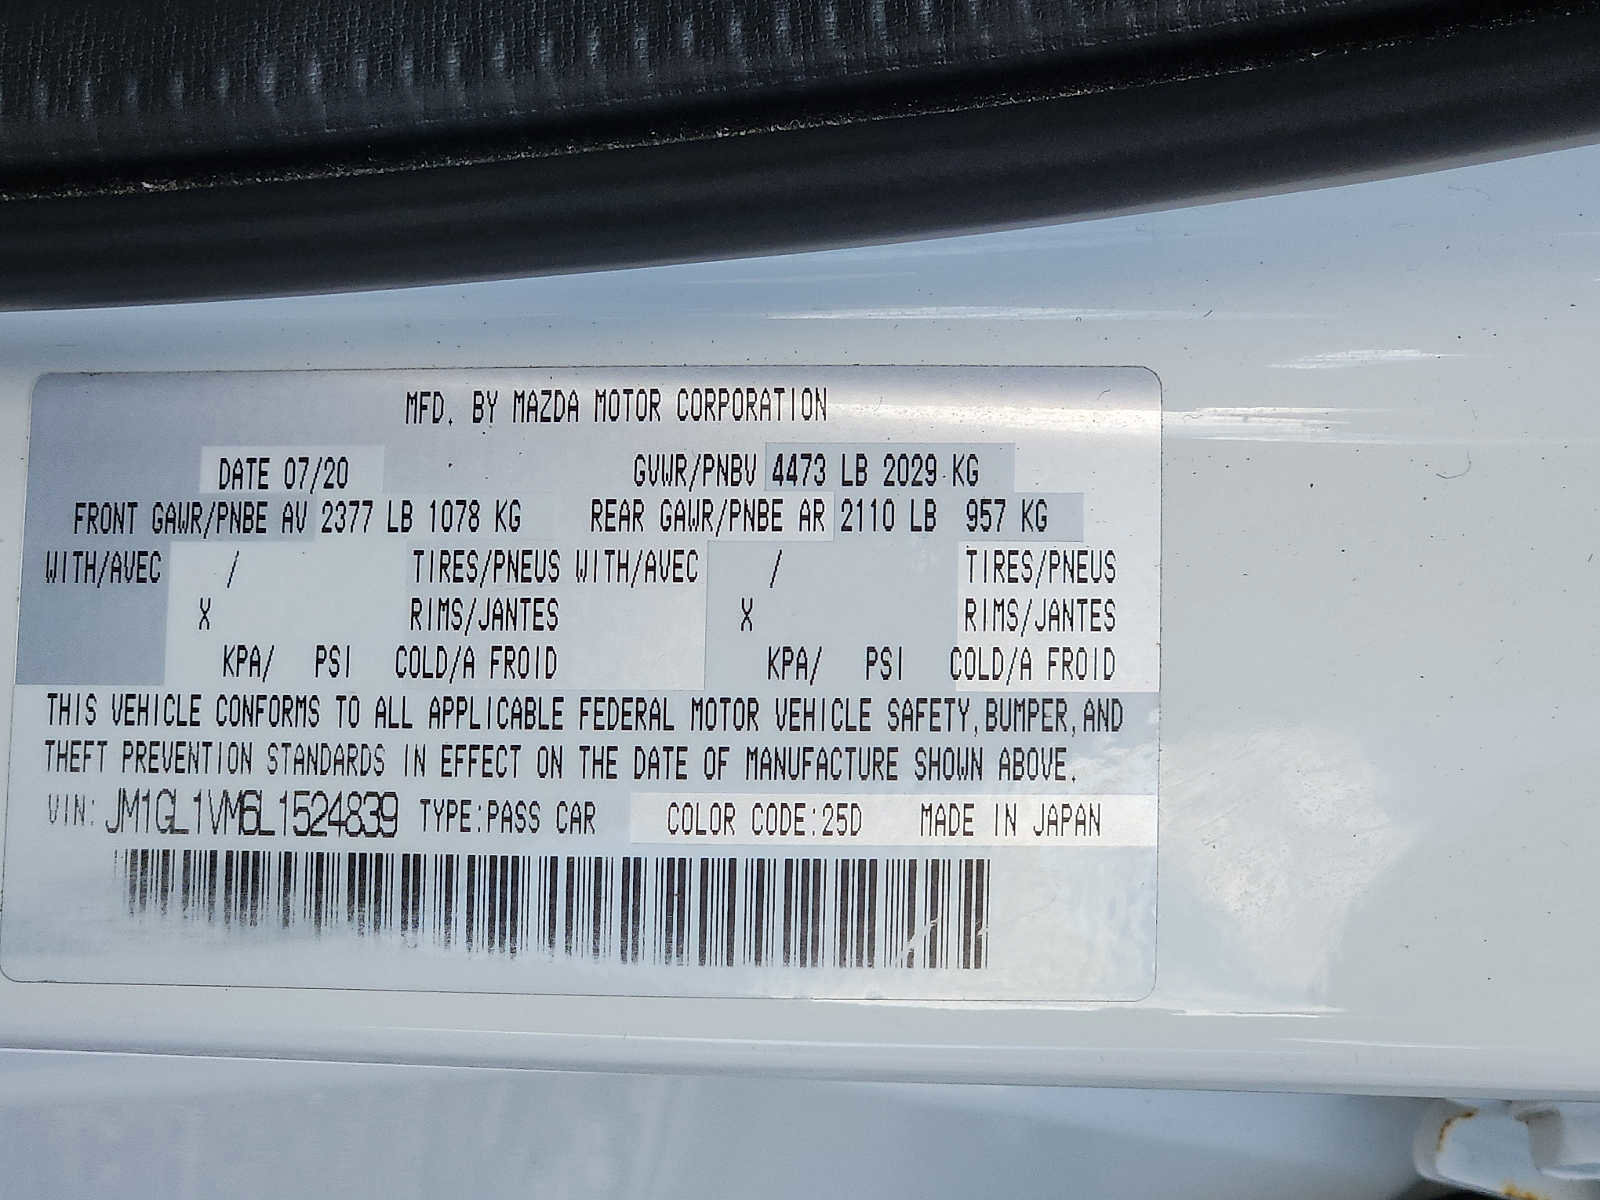 MFD. BY MAZDA MOTOR CORPORATION
DATE 07/20 GVWR/PNBV 4473 LB 2029 KG
FRONT GAWR/PNBE AV 2377 LB 1078 KG REAR GAWR/PNBE AR 2110 LB 957 KG
WITH/AVEC / TIRES/PNEUS WITH/AVEC / TIRES/PNEUS
X RIMS/JANTES X RIMS/JANTES
KPA/ PSI COLD/A FROID KPA/ PSI COLD/A FROID
THIS VEHICLE CONFORMS TO ALL APPLICABLE FEDERAL MOTOR VEHICLE SAFETY, BUMPER, AND
THEFT PREVENTION STANDARDS IN EFFECT ON THE DATE OF MANUFACTURE SHOWN ABOVE.
VIN: JM1GL1VM6L1524839 TYPE:PASS CAR COLOR CODE:25D MADE IN JAPAN